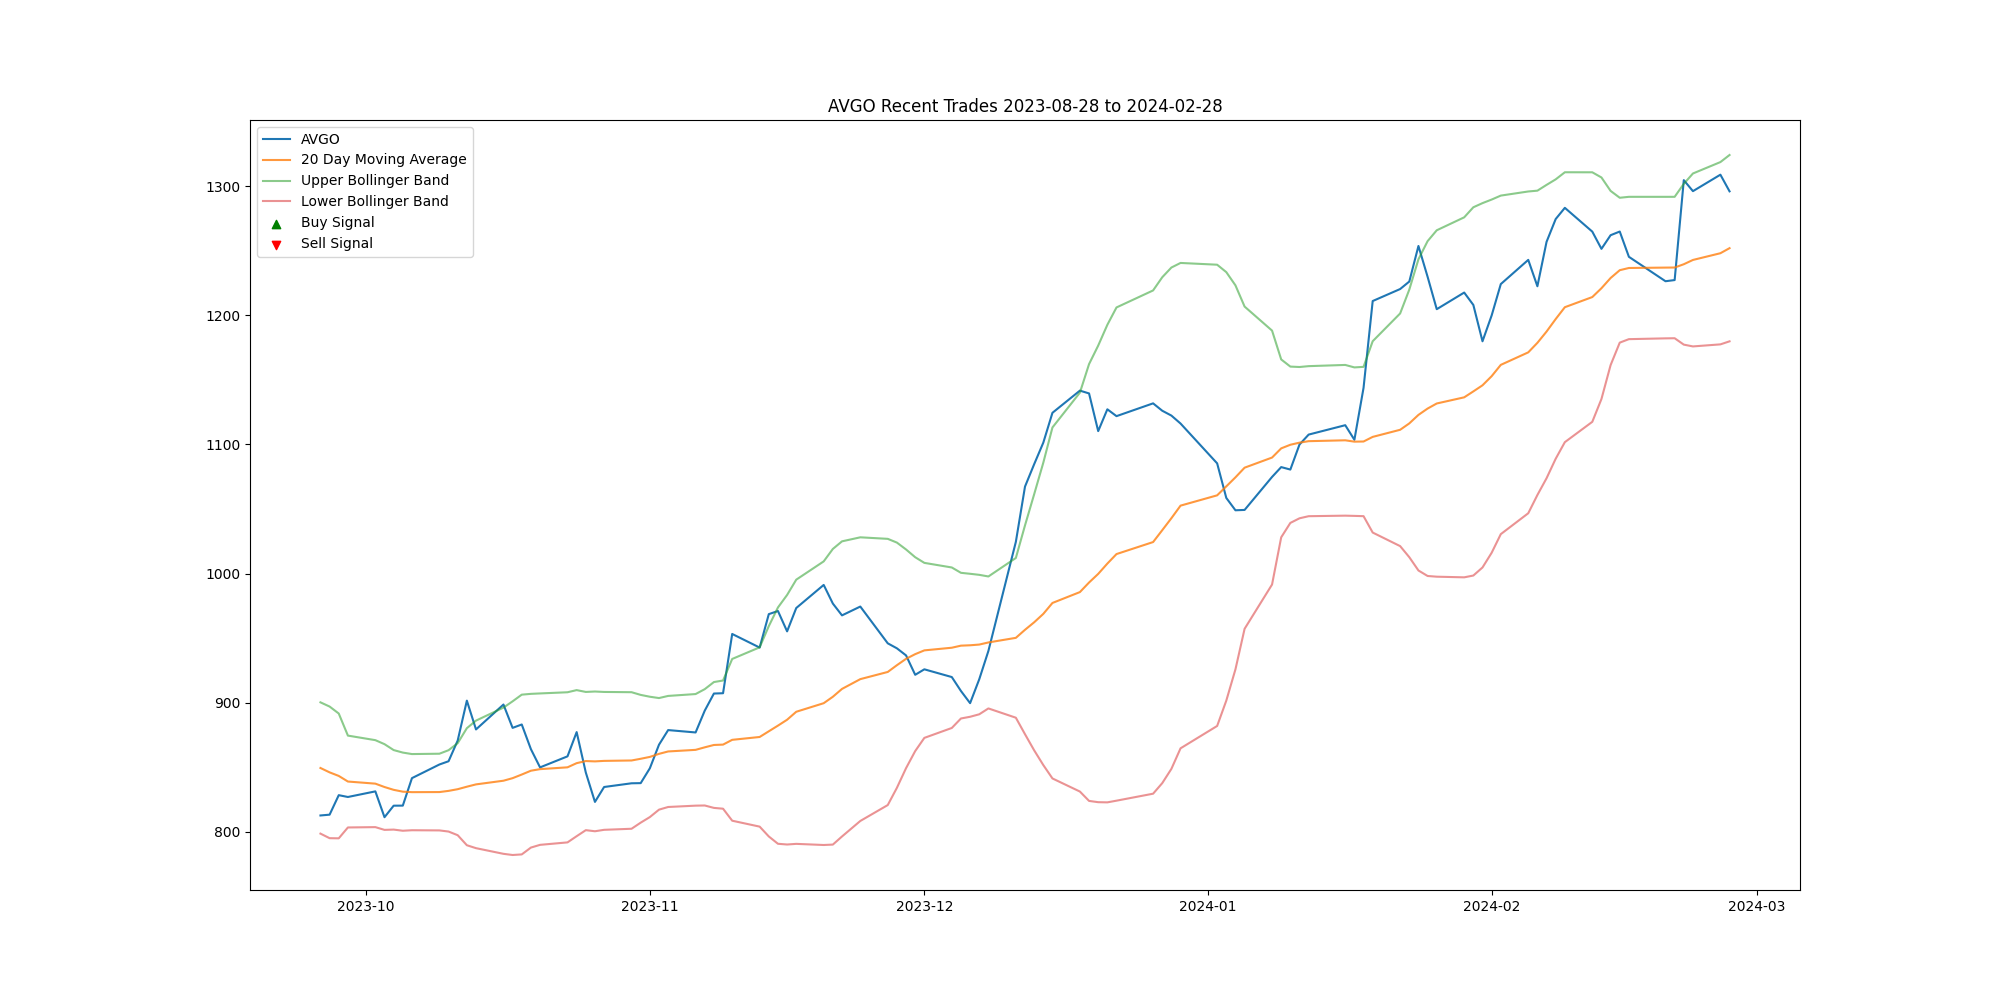 AVGO Recent Trades 2023-08-28 to 2024-02-28
AVGO
20 Day Moving Average
Upper Bollinger Band
Lower Bollinger Band
Buy Signal
Sell Signal
1300
1200
1100
1000
900
800
2023-10 2023-11 2023-12 2024-01 2024-02 2024-03